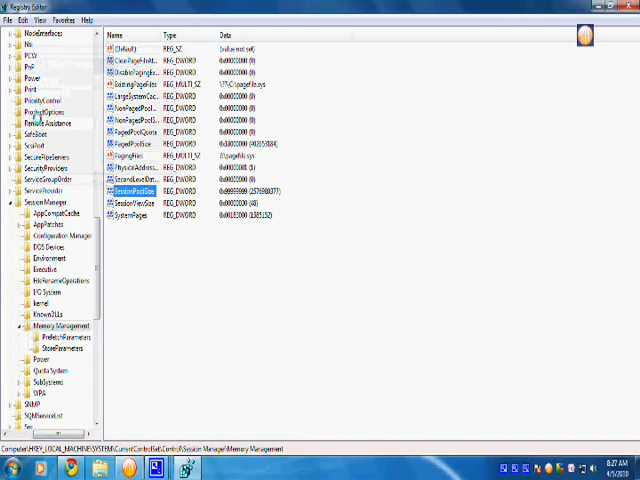 Registry Editor
File Edit View Favorites Help
NodeInterfaces
Nsi
PCW
PnP
Power
Print
PriorityControl
ProductOptions
Remote Assistance
SafeBoot
ScsiPort
SecurePipeServers
SecurityProviders
ServiceGroupOrder
ServiceProvider
Session Manager
AppCompatCache
AppPatches
Configuration Manager
DOS Devices
Environment
Executive
FileRenameOperations
I/O System
kernel
KnownDLLs
Memory Management
PrefetchParameters
StoreParameters
Power
Quota System
SubSystems
WPA
SNMP
SQMServiceList
Name Type Data
(Default) REG_SZ (value not set)
ClearPageFileAt... REG_DWORD 0x00000000 (0)
DisablePagingEx... REG_DWORD 0x00000000 (0)
ExistingPageFiles REG_MULTI_SZ \??\C:\pagefile.sys
LargeSystemCac... REG_DWORD 0x00000000 (0)
NonPagedPool... REG_DWORD 0x00000000 (0)
NonPagedPoolS... REG_DWORD 0x00000000 (0)
PagedPoolQuota REG_DWORD 0x00000000 (0)
PagedPoolSize REG_DWORD
PagingFiles REG_MULTI_SZ
PhysicalAddress... REG_DWORD 0x00000001 (1)
SecondLevelDat... REG_DWORD 0x00000000 (0)
SessionPoolSize REG_DWORD 0x99999999 (2576980377)
SessionViewSize REG_DWORD (48)
SystemPages REG_DWORD
Computer\HKEY_LOCAL_MACHINE\SYSTEM\CurrentControlSet\Control\Session Manager\Memory Management
8:27 AM
4/5/2010